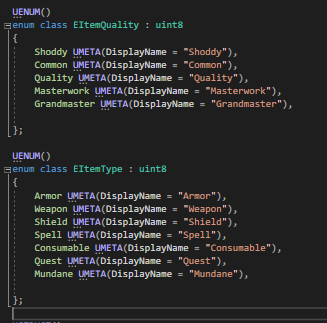 UENUM()
enum class EItemQuality : uint8
{
Shoddy UMETA(DisplayName = "Shoddy"),
Common UMETA(DisplayName = "Common"),
Quality UMETA(DisplayName = "Quality"),
Masterwork UMETA(DisplayName = "Masterwork"),
Grandmaster UMETA(DisplayName = "Grandmaster"),
};
UENUM()
enum class EItemType : uint8
{
Armor UMETA(DisplayName = "Armor"),
Weapon UMETA(DisplayName = "Weapon"),
Shield UMETA(DisplayName = "Shield"),
Spell UMETA(DisplayName = "Spell"),
Consumable UMETA(DisplayName = "Consumable"),
Quest UMETA(DisplayName = "Quest"),
Mundane UMETA(DisplayName = "Mundane"),
};